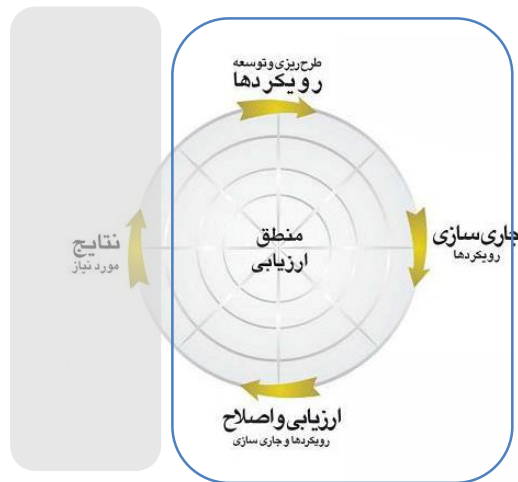 طرح‌ریزی و توسعه
رویکردها
جاری‌سازی
رویکردها
منطق
ارزیابی
نتایج
مورد نیاز
ارزیابی و اصلاح
رویکردها و جاری سازی